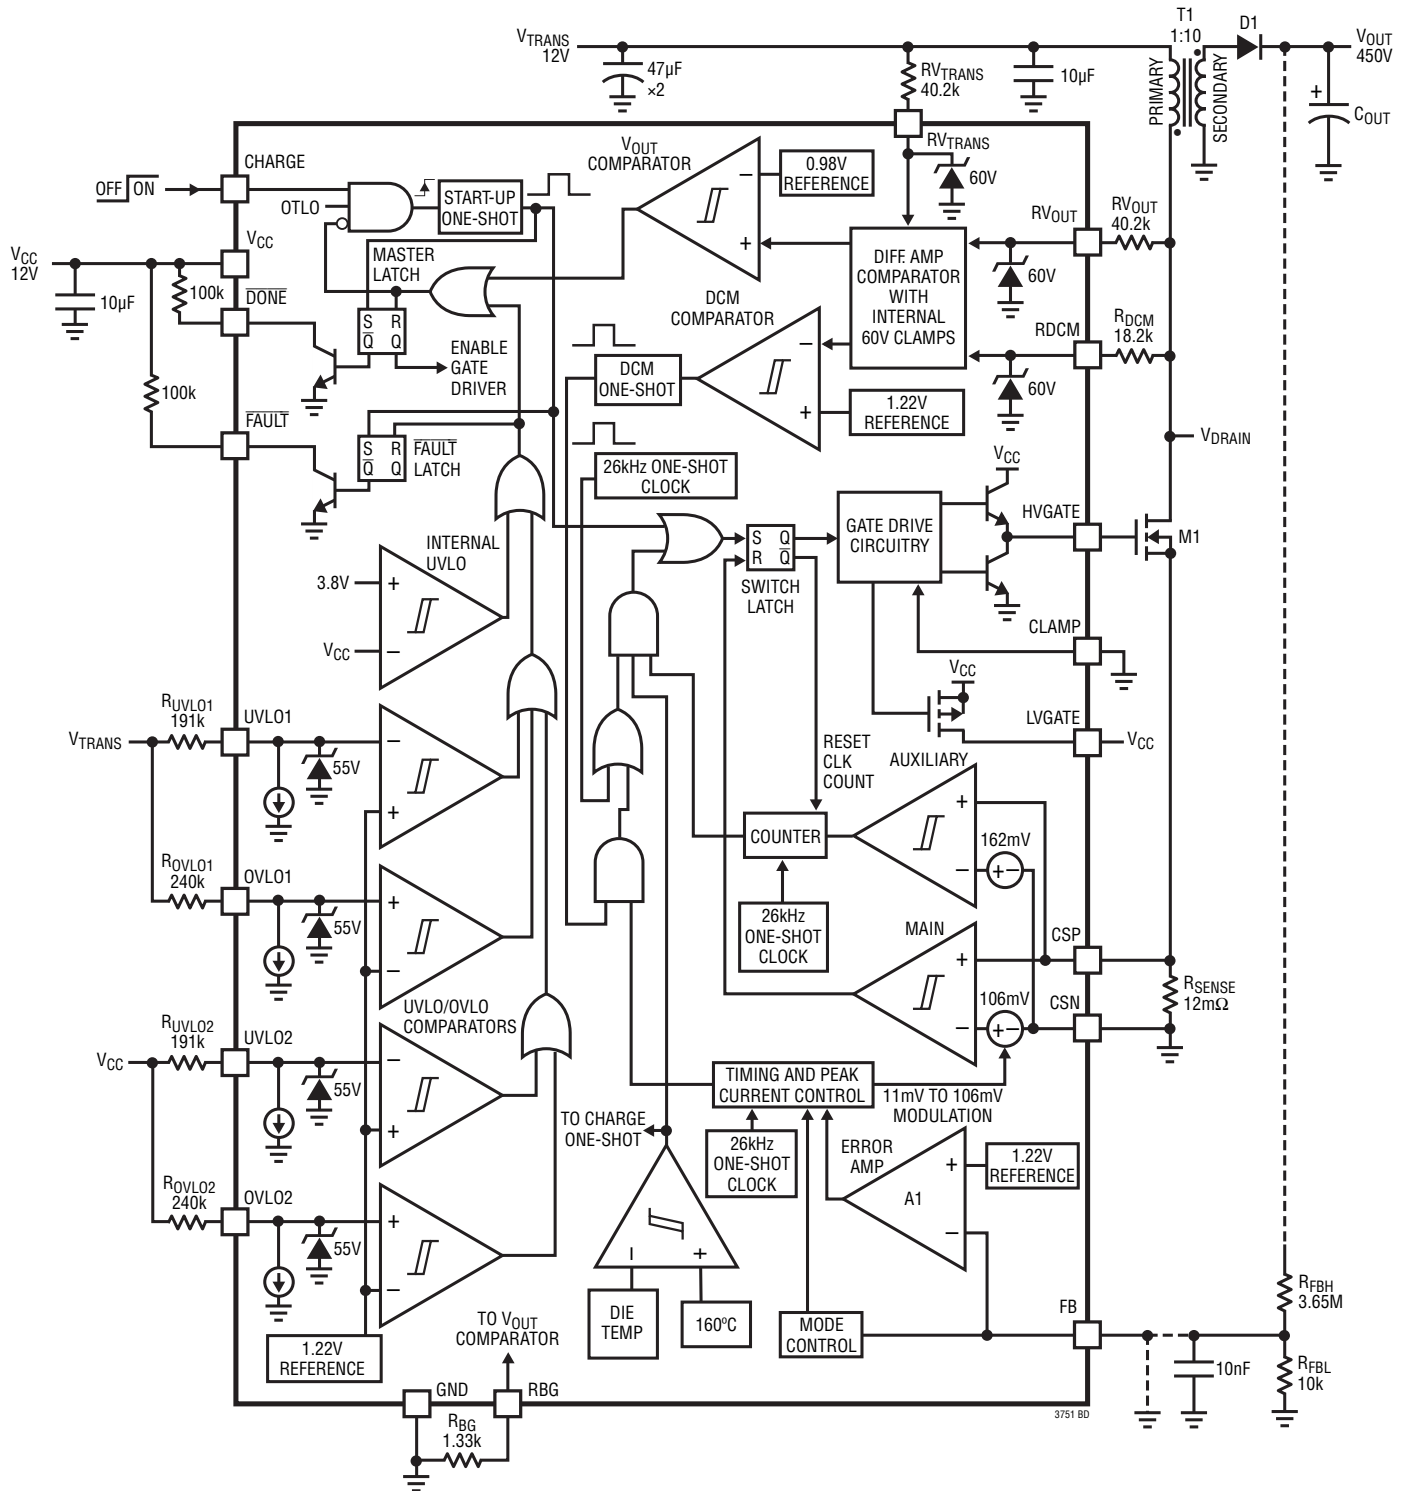 T1
1:10
D1
VTRANS
12V
VOUT
450V
47µF
×2
RVTRANS
40.2k
10µF
PRIMARY
SECONDARY
+
COUT
CHARGE
OFF
ON
OTLO
START-UP
ONE-SHOT
VOUT
COMPARATOR
−
+
0.98V
REFERENCE
RVTRANS
60V
RVOUT
RVOUT
40.2k
DIFF. AMP
COMPARATOR
WITH
INTERNAL
60V CLAMPS
60V
RDCM
RDCM
18.2k
60V
VCC
12V
VCC
10µF
100k
DONE
MASTER
LATCH
S R
Q Q
ENABLE
GATE
DRIVER
DCM
COMPARATOR
−
+
DCM
ONE-SHOT
1.22V
REFERENCE
100k
FAULT
S R
Q Q
FAULT
LATCH
26kHz ONE-SHOT
CLOCK
VDRAIN
VCC
GATE DRIVE
CIRCUITRY
HVGATE
M1
S Q
R Q
SWITCH
LATCH
INTERNAL
UVLO
3.8V
+
VCC
−
CLAMP
VCC
LVGATE
VCC
RUVLO1
191k
UVLO1
VTRANS
55V
−
+
RESET
CLK
COUNT
AUXILIARY
+
−
COUNTER
162mV
+−
ROVLO1
240k
OVLO1
55V
+
−
26kHz
ONE-SHOT
CLOCK
MAIN
+
−
CSP
106mV
+−
CSN
RSENSE
12mΩ
UVLO/OVLO
COMPARATORS
RUVLO2
191k
UVLO2
VCC
55V
−
+
TIMING AND PEAK
CURRENT CONTROL
11mV TO 106mV
MODULATION
TO CHARGE
ONE-SHOT
26kHz
ONE-SHOT
CLOCK
ERROR
AMP
A1
+
−
1.22V
REFERENCE
ROVLO2
240k
OVLO2
55V
+
−
−
+
DIE
TEMP
160ºC
MODE
CONTROL
FB
RFBH
3.65M
10nF
RFBL
10k
1.22V
REFERENCE
TO VOUT
COMPARATOR
GND
RBG
RBG
1.33k
3751 BD